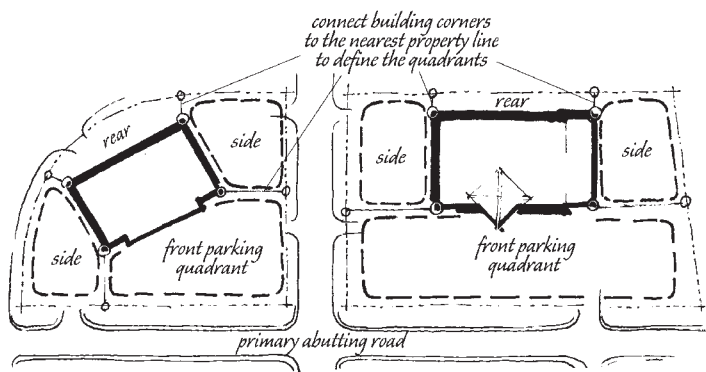 connect building corners
to the nearest property line
to define the quadrants
rear
side
side
front parking
quadrant
rear
side
side
front parking
quadrant
primary abutting road